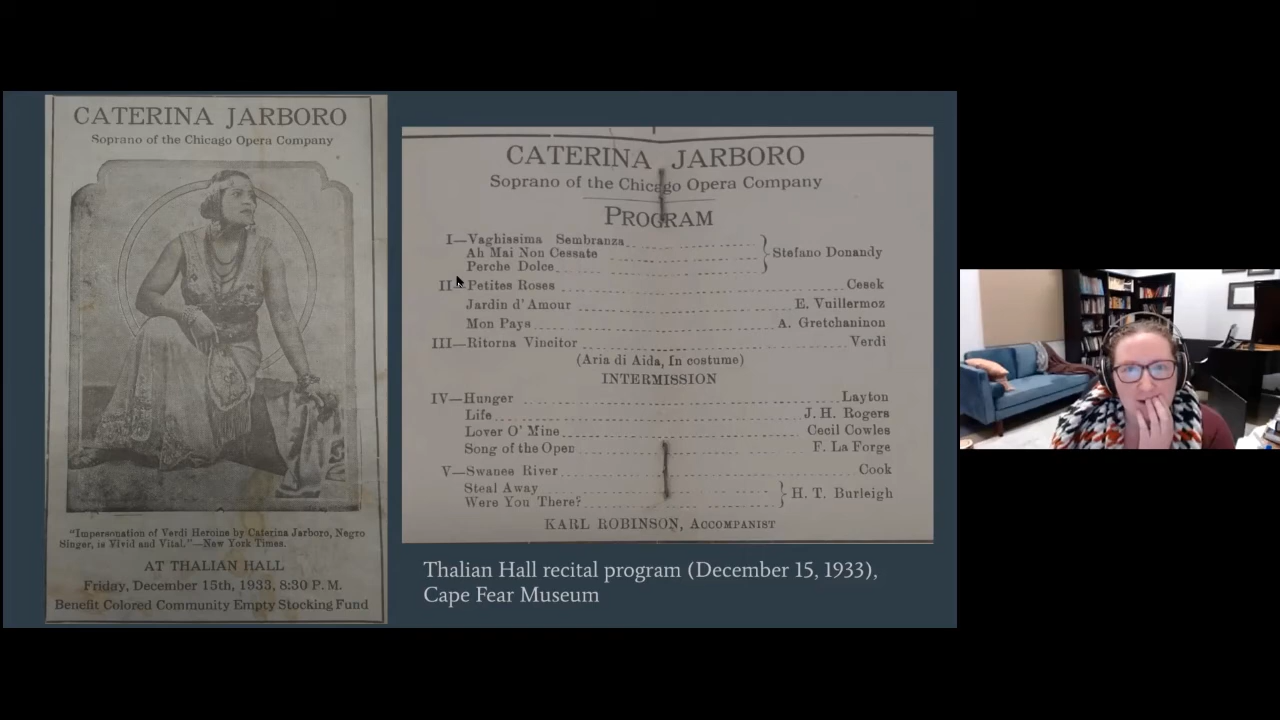 CATERINA JARBORO
Soprano of the Chicago Opera Company
"Impersonation of Verdi Heroine by Caterina Jarboro, Negro
Singer, is Vivid and Vital."—New York Times.
AT THALIAN HALL
Friday, December 15th, 1933, 8:30 P. M.
Benefit Colored Community Empty Stocking Fund
CATERINA JARBORO
Soprano of the Chicago Opera Company
PROGRAM
I—Vaghissima Sembranza
Ah Mai Non Cessate
Perche Dolce
Stefano Donandy
II—Petites Roses Cesek
Jardin d' Amour E. Vuillermoz
Mon Pays A. Gretchaninon
III—Ritorna Vincitor Verdi
(Aria di Aida, In costume)
INTERMISSION
IV—Hunger Layton
Life J. H. Rogers
Lover O' Mine Cecil Cowles
Song of the Open F. La Forge
V—Swanee River Cook
Steal Away
Were You There?
H. T. Burleigh
KARL ROBINSON, ACCOMPANIST
Thalian Hall recital program (December 15, 1933),
Cape Fear Museum